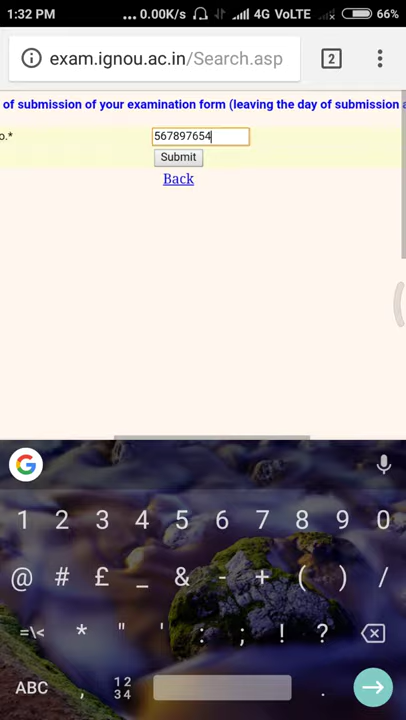 1:32 PM ... 0.00K/s 4G VoLTE 66%
exam.ignou.ac.in/Search.asp 2
of submission of your examination form (leaving the day of submission a
o.* 567897654
Submit
Back
G
1 2 3 4 5 6 7 8 9 0
@ # £ _ & - + ( ) /
=\< * " ' : ; ! ?
ABC , 12 34 .